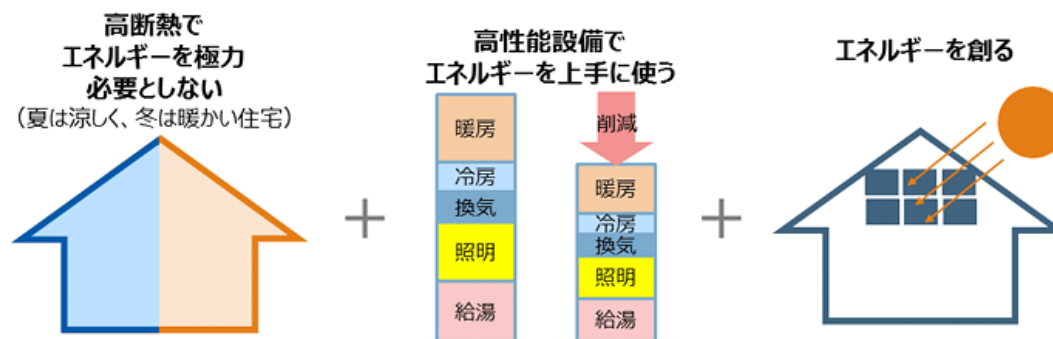 高断熱で
エネルギーを極力
必要としない
（夏は涼しく、冬は暖かい住宅）
高性能設備で
エネルギーを上手に使う
暖房
冷房
換気
照明
給湯
削減
暖房
冷房
換気
照明
給湯
エネルギーを創る